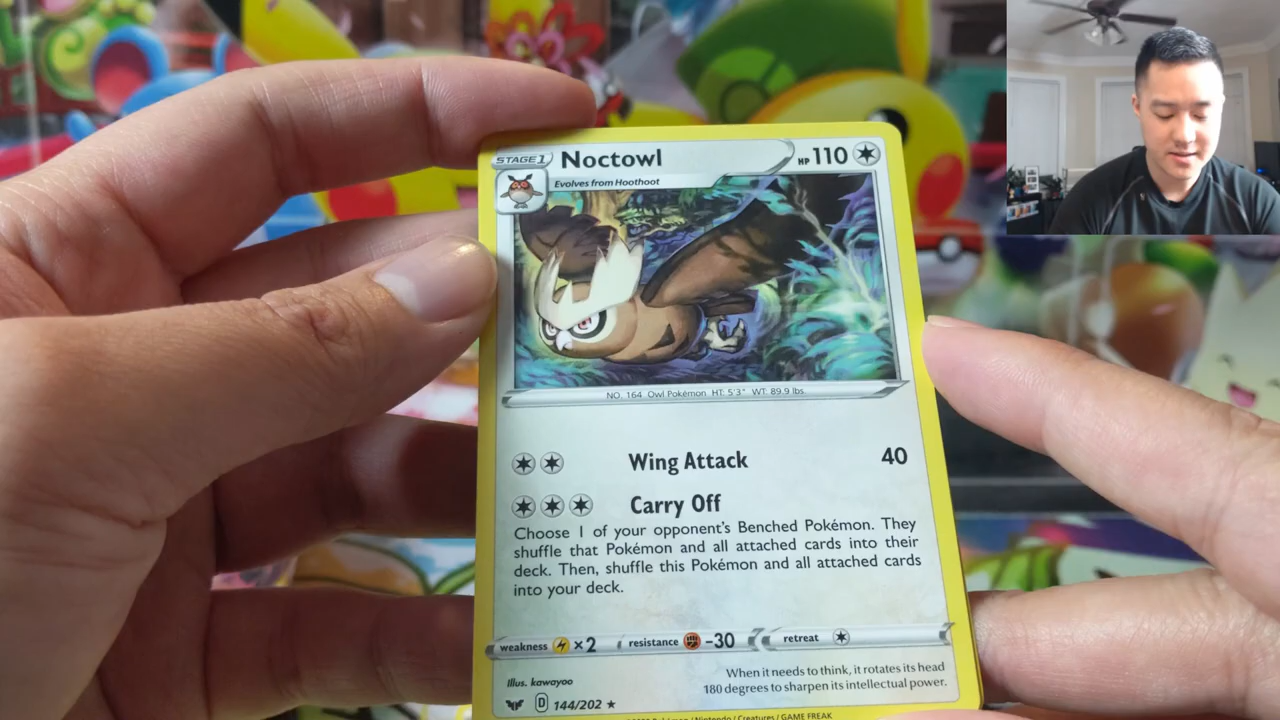 STAGE 1 Noctowl HP 110
Evolves from Hoothoot
NO. 164 Owl Pokémon HT: 5'3" WT: 89.9 lbs
Wing Attack 40
Carry Off
Choose 1 of your opponent's Benched Pokémon. They
shuffle that Pokémon and all attached cards into their
deck. Then, shuffle this Pokémon and all attached cards
into your deck.
weakness ×2 resistance -30 retreat
When it needs to think, it rotates its head
180 degrees to sharpen its intellectual power.
Illus. kawayoo
D 144/202 ★
Pokémon / Nintendo / Creatures / GAME FREAK